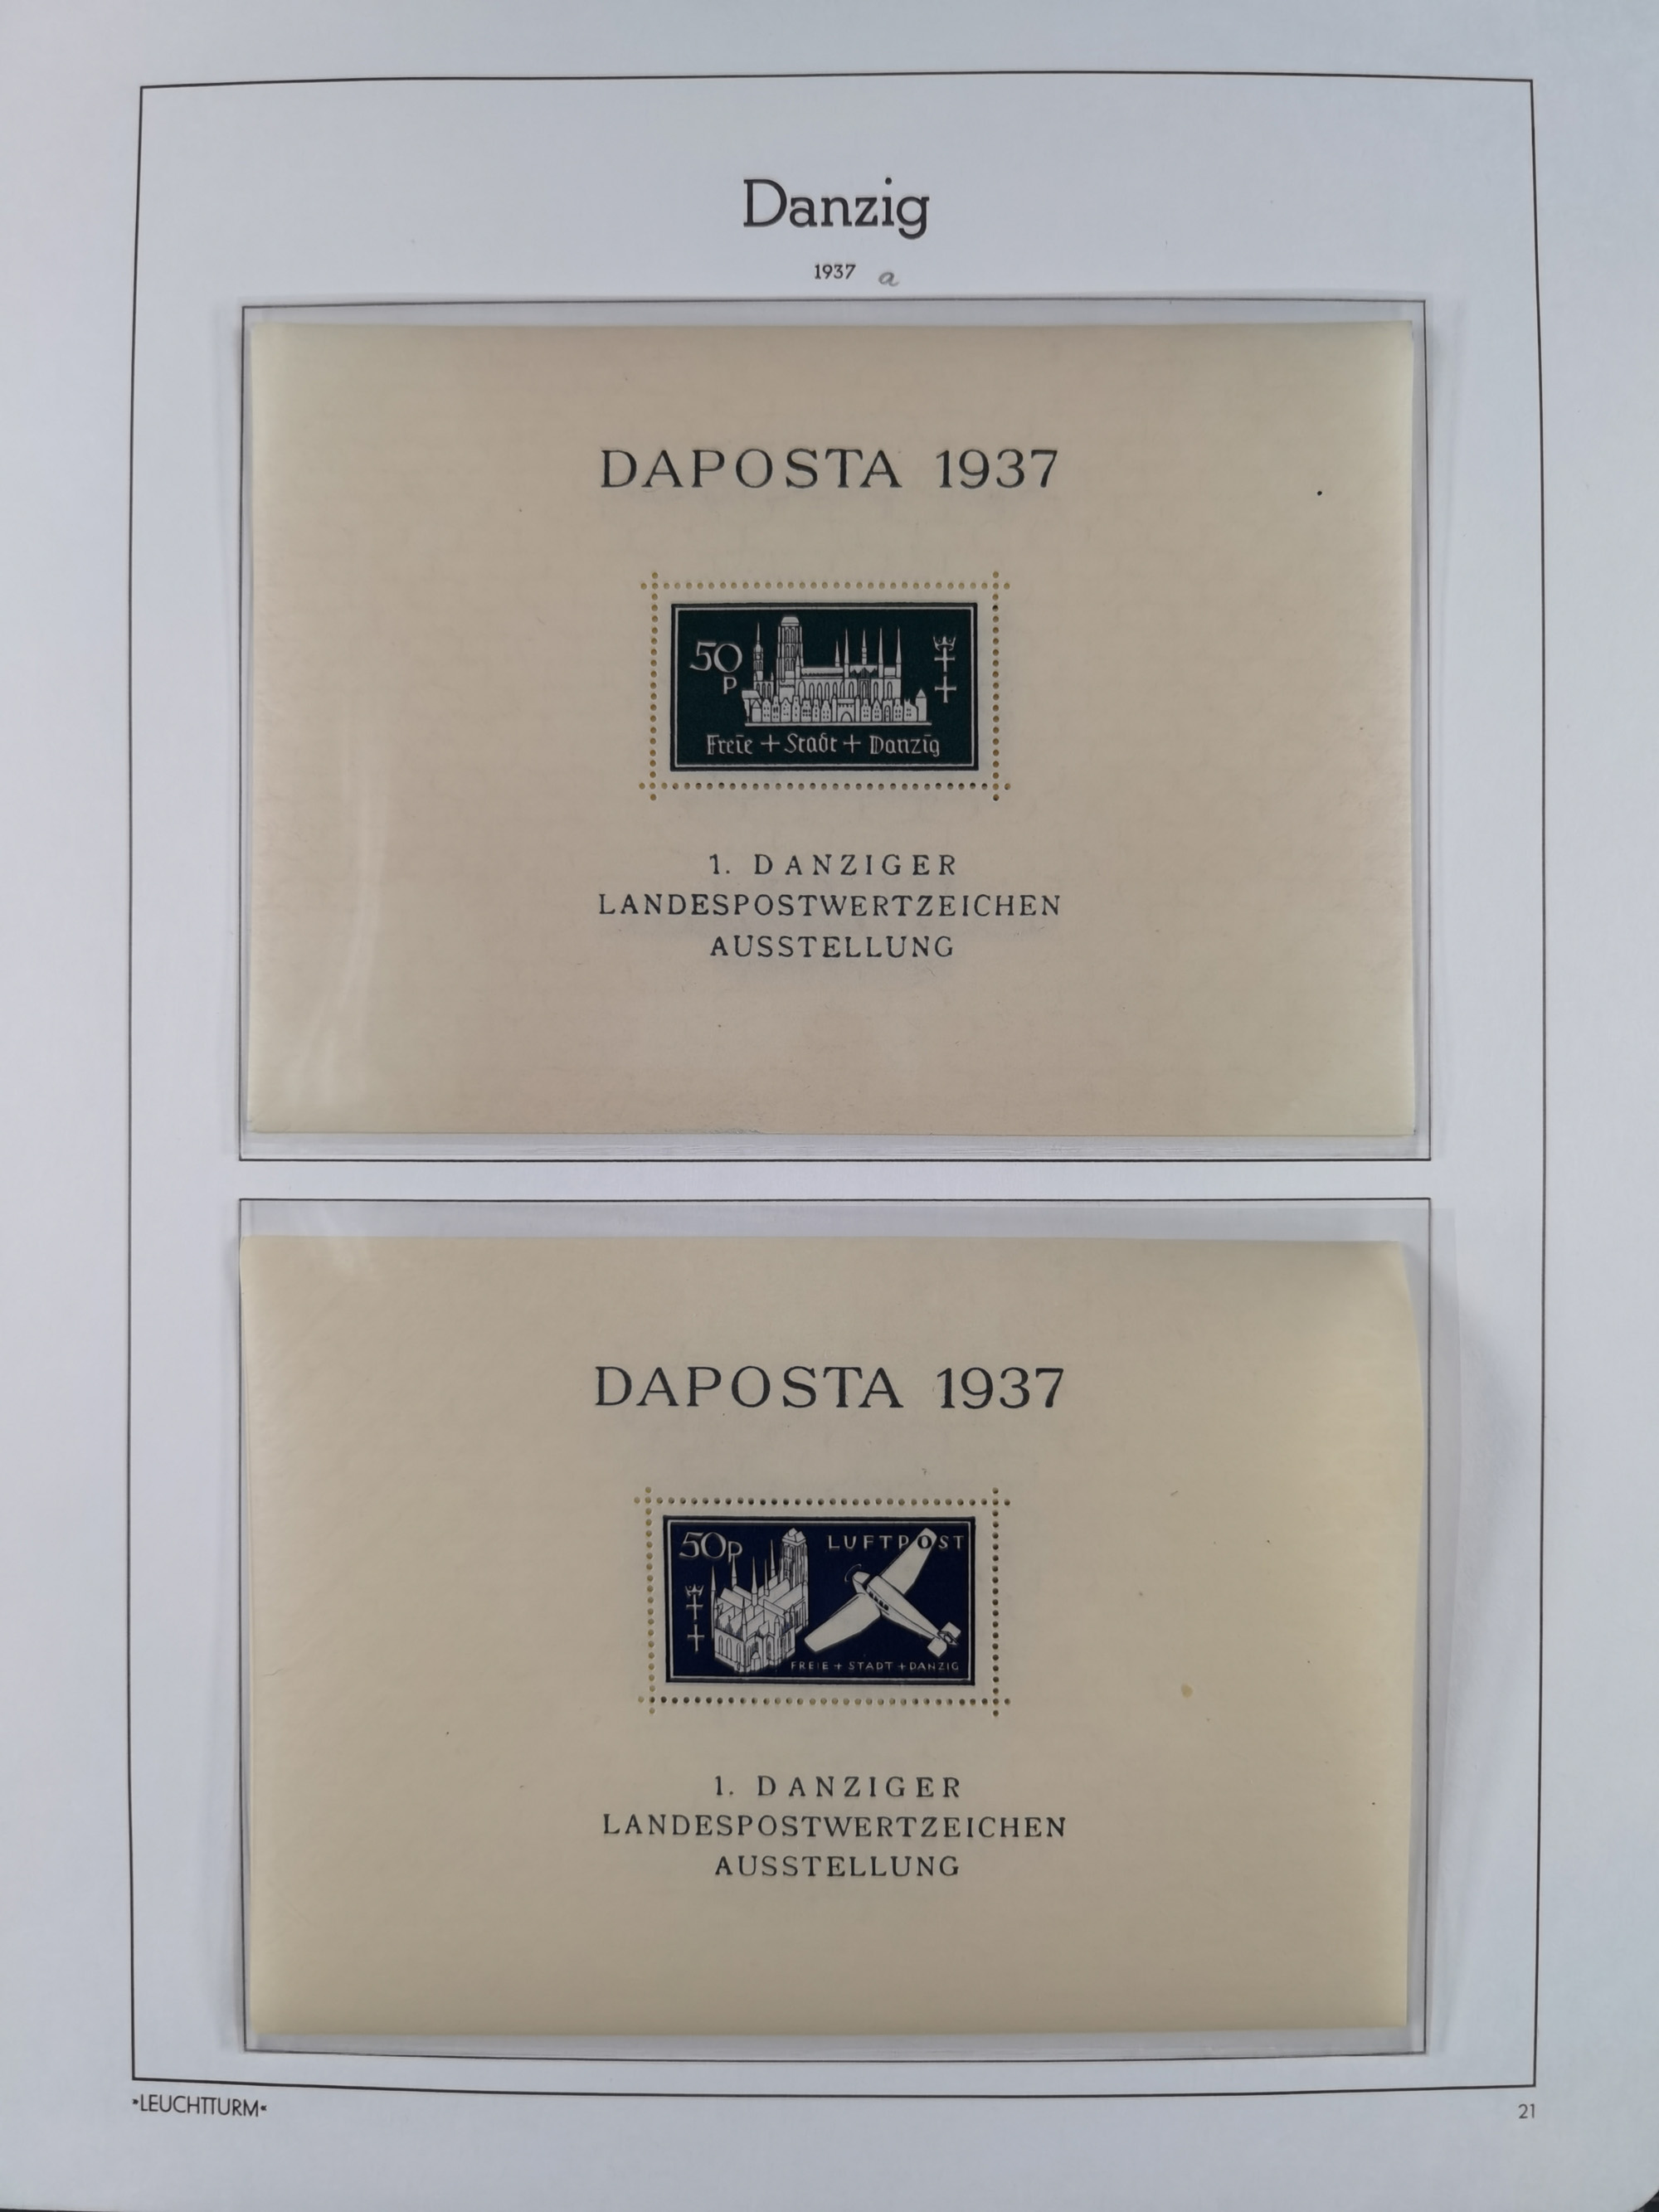 Danzig
1937 a
DAPOSTA 1937
50
p
Freie + Stadt + Danzig
1. DANZIGER
LANDESPOSTWERTZEICHEN
AUSSTELLUNG
DAPOSTA 1937
50p LUFTPOST
FREIE + STADT + DANZIG
1. DANZIGER
LANDESPOSTWERTZEICHEN
AUSSTELLUNG
»LEUCHTTURM« 21